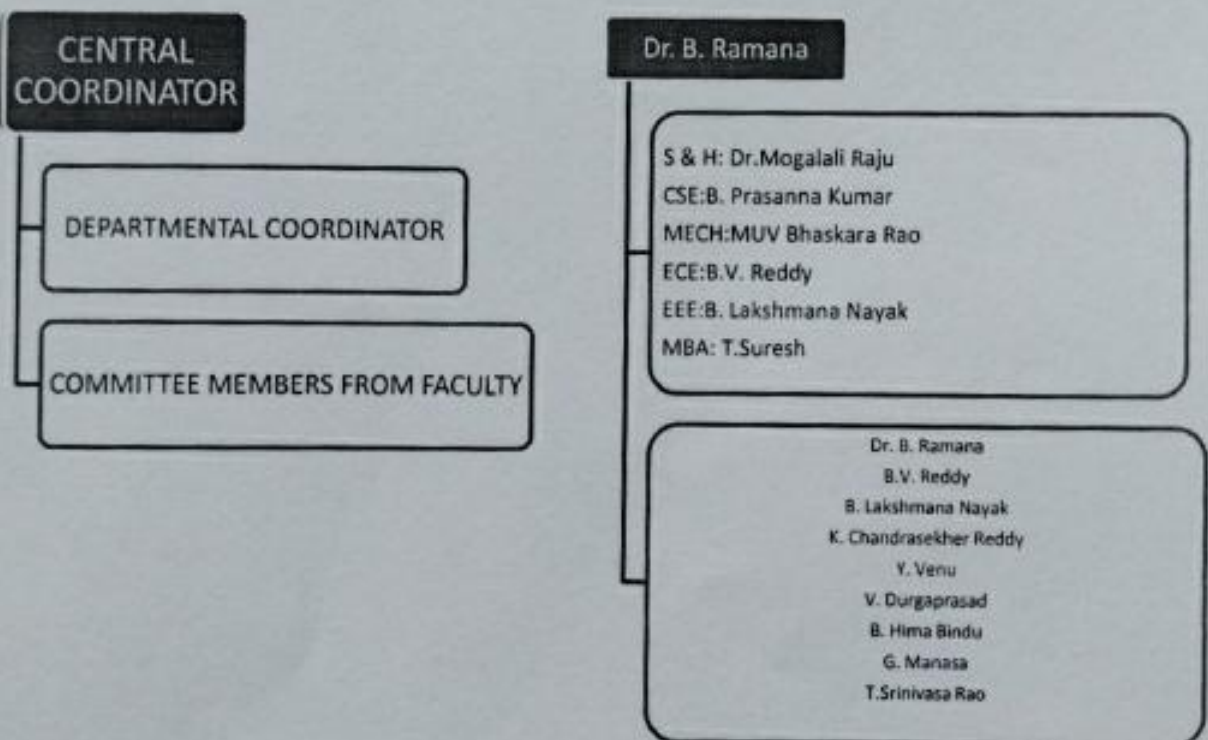 CENTRAL
COORDINATOR
DEPARTMENTAL COORDINATOR
COMMITTEE MEMBERS FROM FACULTY
Dr. B. Ramana
S & H: Dr.Mogalali Raju
CSE:B. Prasanna Kumar
MECH:MUV Bhaskara Rao
ECE:B.V. Reddy
EEE:B. Lakshmana Nayak
MBA: T.Suresh
Dr. B. Ramana
B.V. Reddy
B. Lakshmana Nayak
K. Chandrasekher Reddy
Y. Venu
V. Durgaprasad
B. Hima Bindu
G. Manasa
T.Srinivasa Rao